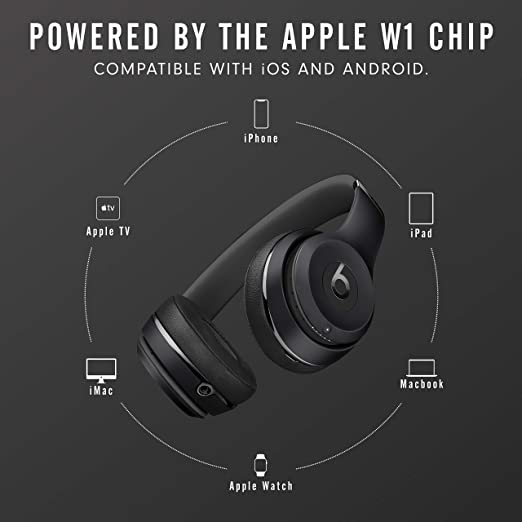 POWERED BY THE APPLE W1 CHIP
COMPATIBLE WITH iOS AND ANDROID.
iPhone
tv
Apple TV
iPad
iMac
Macbook
Apple Watch